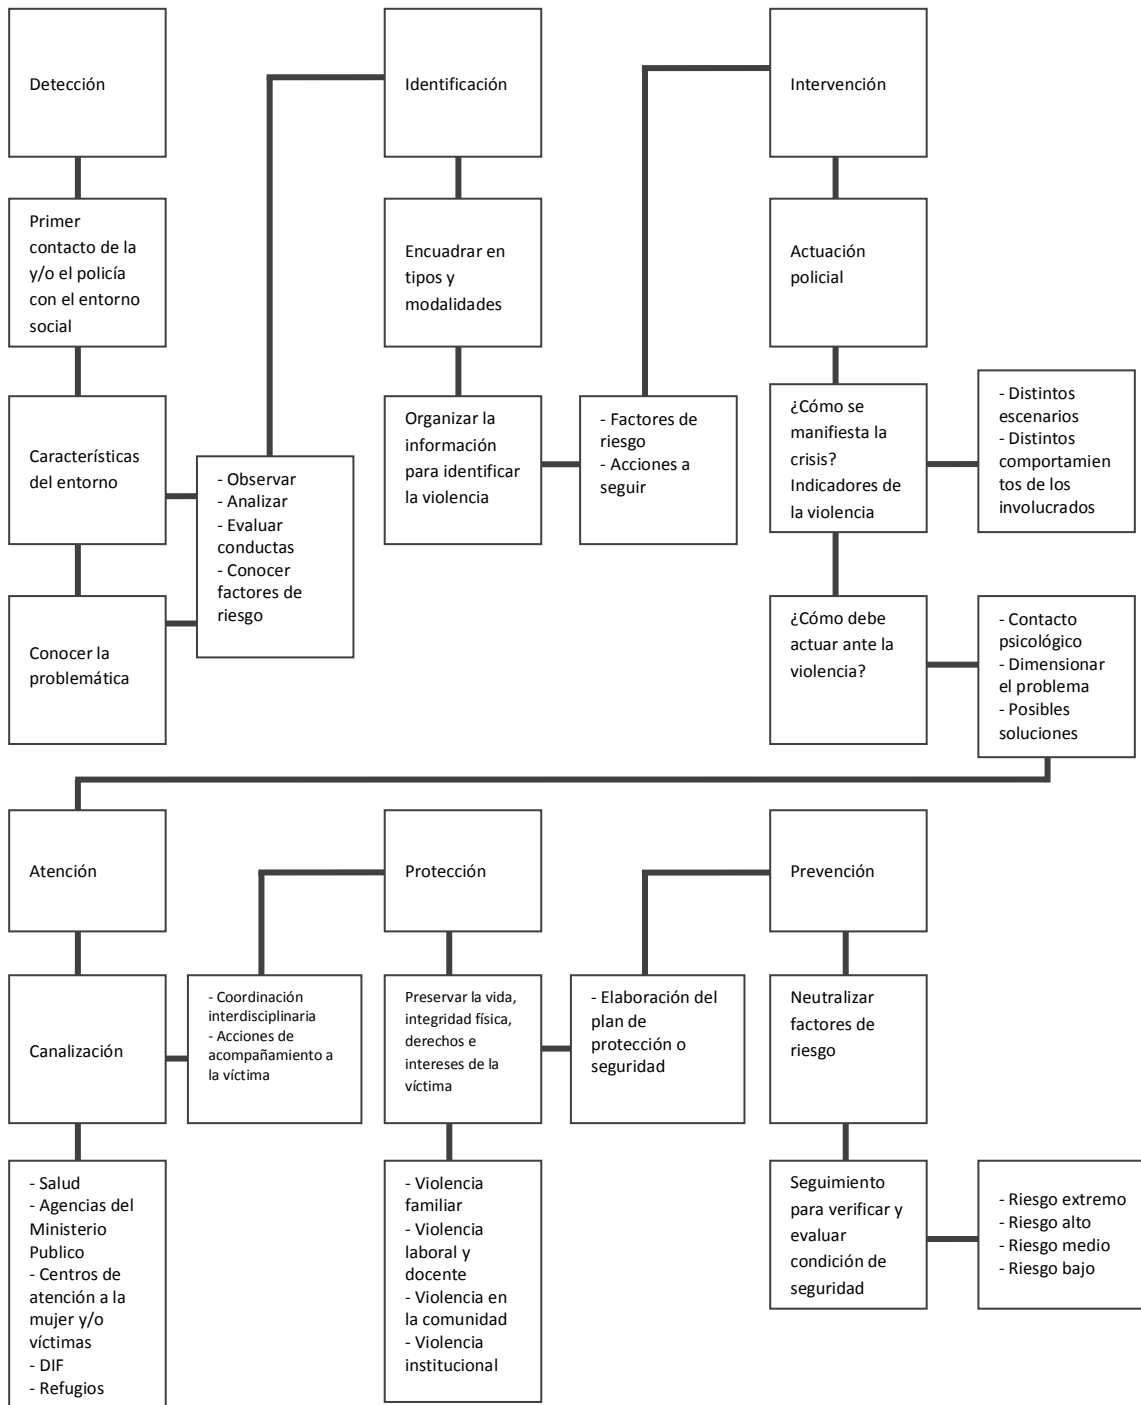 Detección
Primer
contacto de la
y/o el policía
con el entorno
social
Características
del entorno
Conocer la
problemática
- Observar
- Analizar
- Evaluar
conductas
- Conocer
factores de
riesgo
Identificación
Encuadrar en
tipos y
modalidades
Organizar la
información
para identificar
la violencia
- Factores de
riesgo
- Acciones a
seguir
Intervención
Actuación
policial
¿Cómo se
manifiesta la
crisis?
Indicadores de
la violencia
- Distintos
escenarios
- Distintos
comportamien
tos de los
involucrados
¿Cómo debe
actuar ante la
violencia?
- Contacto
psicológico
- Dimensionar
el problema
- Posibles
soluciones
Atención
Canalización
- Coordinación
interdisciplinaria
- Acciones de
acompañamiento a
la víctima
- Salud
- Agencias del
Ministerio
Publico
- Centros de
atención a la
mujer y/o
víctimas
- DIF
- Refugios
Protección
Preservar la vida,
integridad física,
derechos e
intereses de la
víctima
- Elaboración del
plan de
protección o
seguridad
- Violencia
familiar
- Violencia
laboral y
docente
- Violencia en
la comunidad
- Violencia
institucional
Prevención
Neutralizar
factores de
riesgo
Seguimiento
para verificar y
evaluar
condición de
seguridad
- Riesgo extremo
- Riesgo alto
- Riesgo medio
- Riesgo bajo